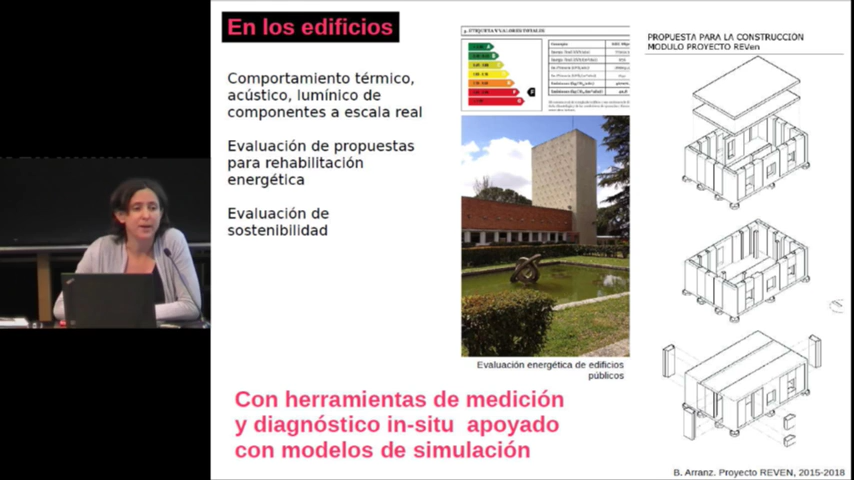 En los edificios
Comportamiento térmico,
acústico, lumínico de
componentes a escala real
Evaluación de propuestas
para rehabilitación
energética
Evaluación de
sostenibilidad
Evaluación energética de edificios
públicos
PROPUESTA PARA LA CONSTRUCCIÓN
MODULO PROYECTO REVen
Con herramientas de medición
y diagnóstico in-situ apoyado
con modelos de simulación
B. Arranz. Proyecto REVEN, 2015-2018